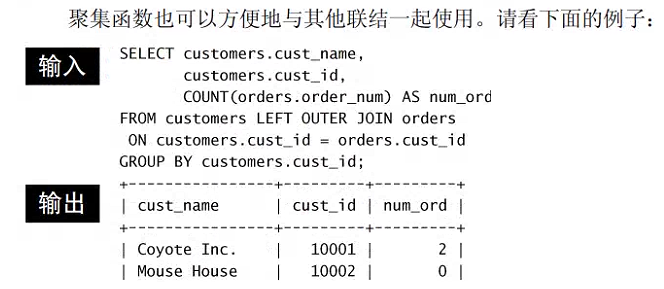 聚集函数也可以方便地与其他联结一起使用。请看下面的例子：
输入
SELECT customers.cust_name,
       customers.cust_id,
       COUNT(orders.order_num) AS num_ord
FROM customers LEFT OUTER JOIN orders
 ON customers.cust_id = orders.cust_id
GROUP BY customers.cust_id;
输出
+----------------+---------+---------+
| cust_name      | cust_id | num_ord |
+----------------+---------+---------+
| Coyote Inc.    |   10001 |       2 |
| Mouse House    |   10002 |       0 |